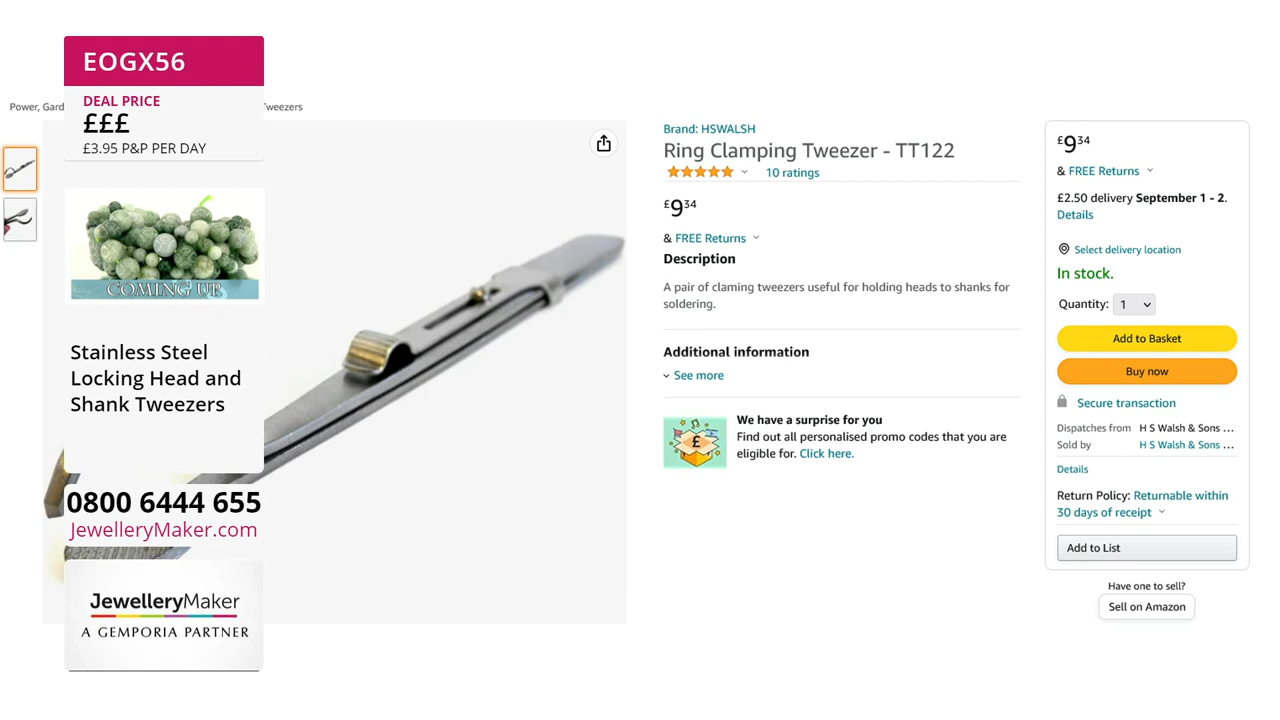 EOGX56
DEAL PRICE
£££
£3.95 P&P PER DAY
COMING UP
Stainless Steel
Locking Head and
Shank Tweezers
0800 6444 655
JewelleryMaker.com
JewelleryMaker
A GEMPORIA PARTNER
Power, Gard
Tweezers
Brand: HSWALSH
Ring Clamping Tweezer - TT122
10 ratings
£9.34
& FREE Returns
Description
A pair of claming tweezers useful for holding heads to shanks for
soldering.
Additional information
See more
We have a surprise for you
Find out all personalised promo codes that you are
eligible for. Click here.
£9.34
& FREE Returns
£2.50 delivery September 1 - 2.
Details
Select delivery location
In stock.
Quantity: 1
Add to Basket
Buy now
Secure transaction
Dispatches from H S Walsh & Sons ...
Sold by H S Walsh & Sons ...
Details
Return Policy: Returnable within
30 days of receipt
Add to List
Have one to sell?
Sell on Amazon